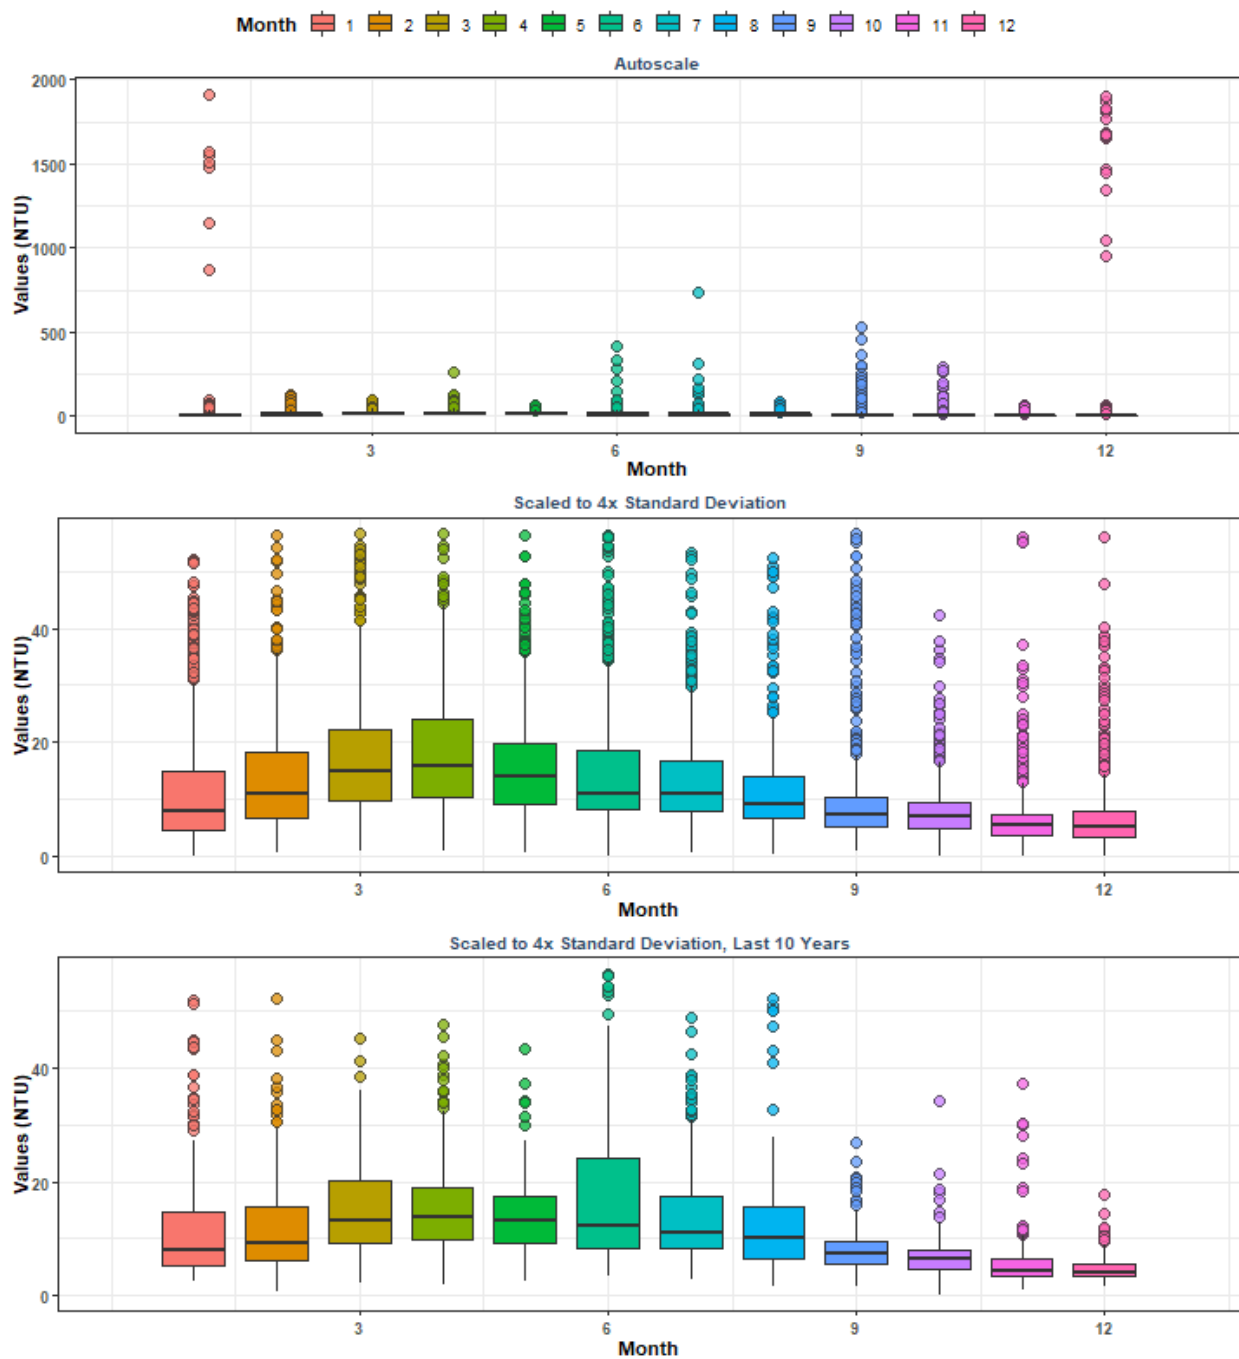 Month 1 2 3 4 5 6 7 8 9 10 11 12
Autoscale
2000
1500
1000
500
0
Values (NTU)
3 6 9 12
Month
Scaled to 4x Standard Deviation
40
20
0
Values (NTU)
3 6 9 12
Month
Scaled to 4x Standard Deviation, Last 10 Years
40
20
0
Values (NTU)
3 6 9 12
Month